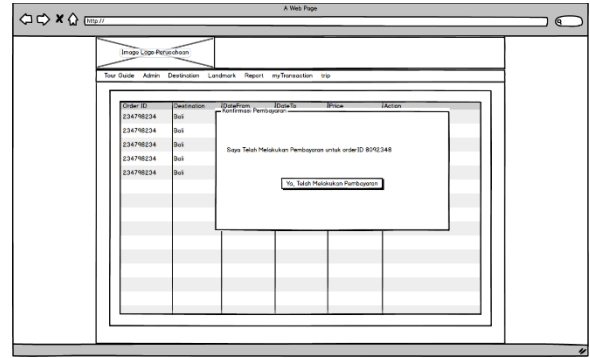 A Web Page
http://
Image Logo Perjachaan
Tour Guide Admin Destination Landmark Report myTransaction trip
Order ID Destination DateFrom DateTo Price Action
Konfirmasi Pembayaran
234798234 Bali
234798234 Bali
234798234 Bali
234798234 Bali
234798234 Bali
Saya Telah Melakukan Pembayaran untuk orderID 8092348
Ya, Telah Melakukan Pembayaran